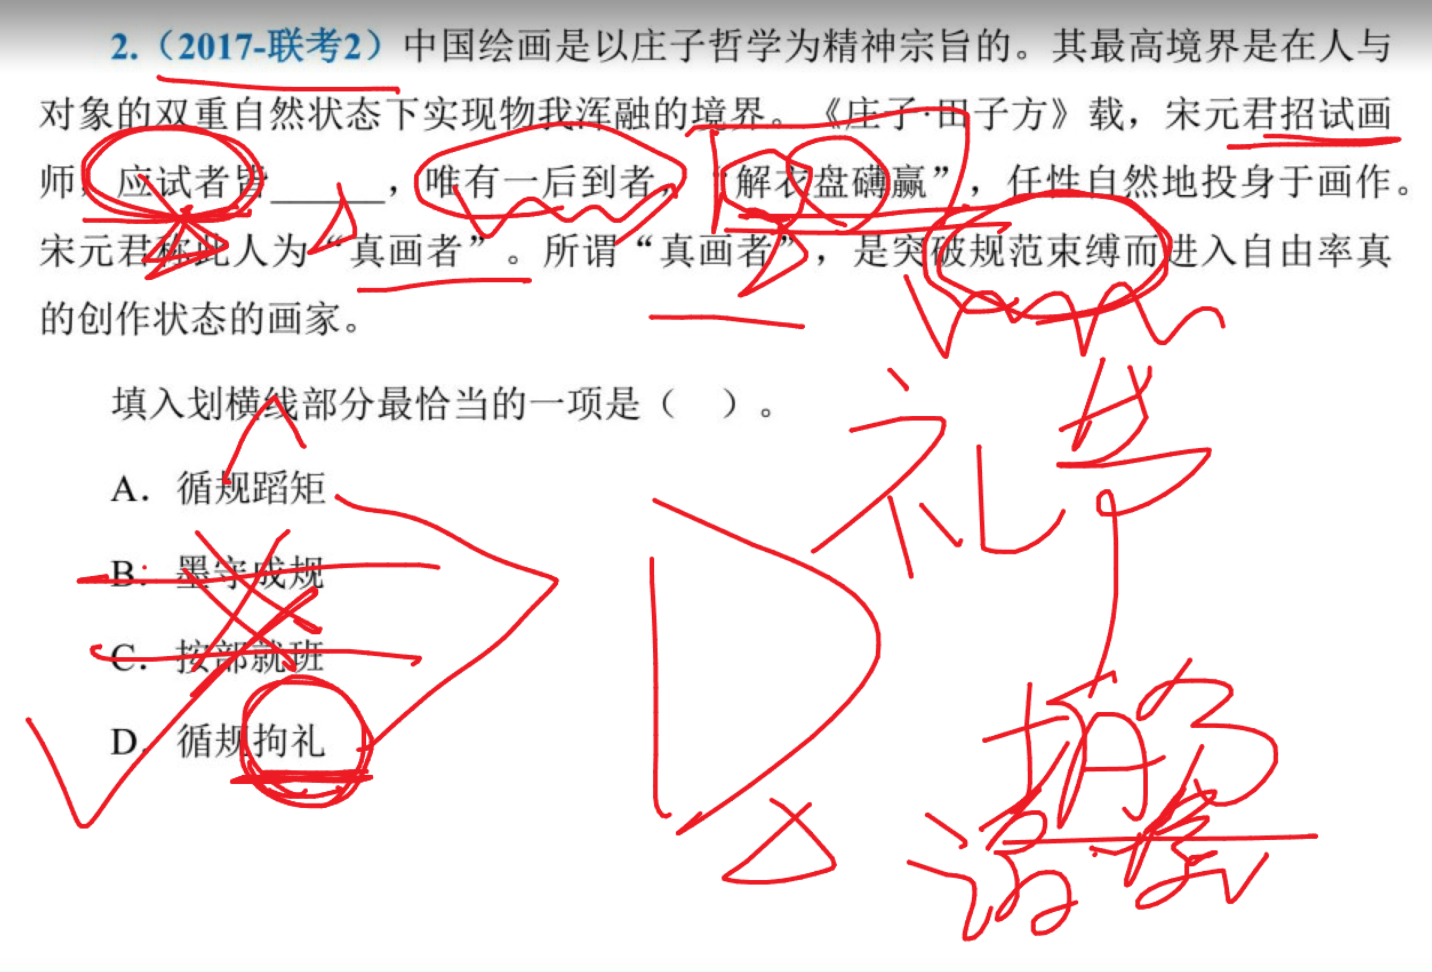 2.（2017-联考2）中国绘画是以庄子哲学为精神宗旨的。其最高境界是在人与
对象的双重自然状态下实现物我浑融的境界。《庄子·田子方》载，宋元君招试画
师，应试者皆______，唯有一后到者，“解衣盘礴赢”，任性自然地投身于画作。
宋元君称此人为“真画者”。所谓“真画者”，是突破规范束缚而进入自由率真
的创作状态的画家。
填入划横线部分最恰当的一项是（ ）。
A．循规蹈矩
B．墨守成规
C．按部就班
D．循规拘礼
礼节
D